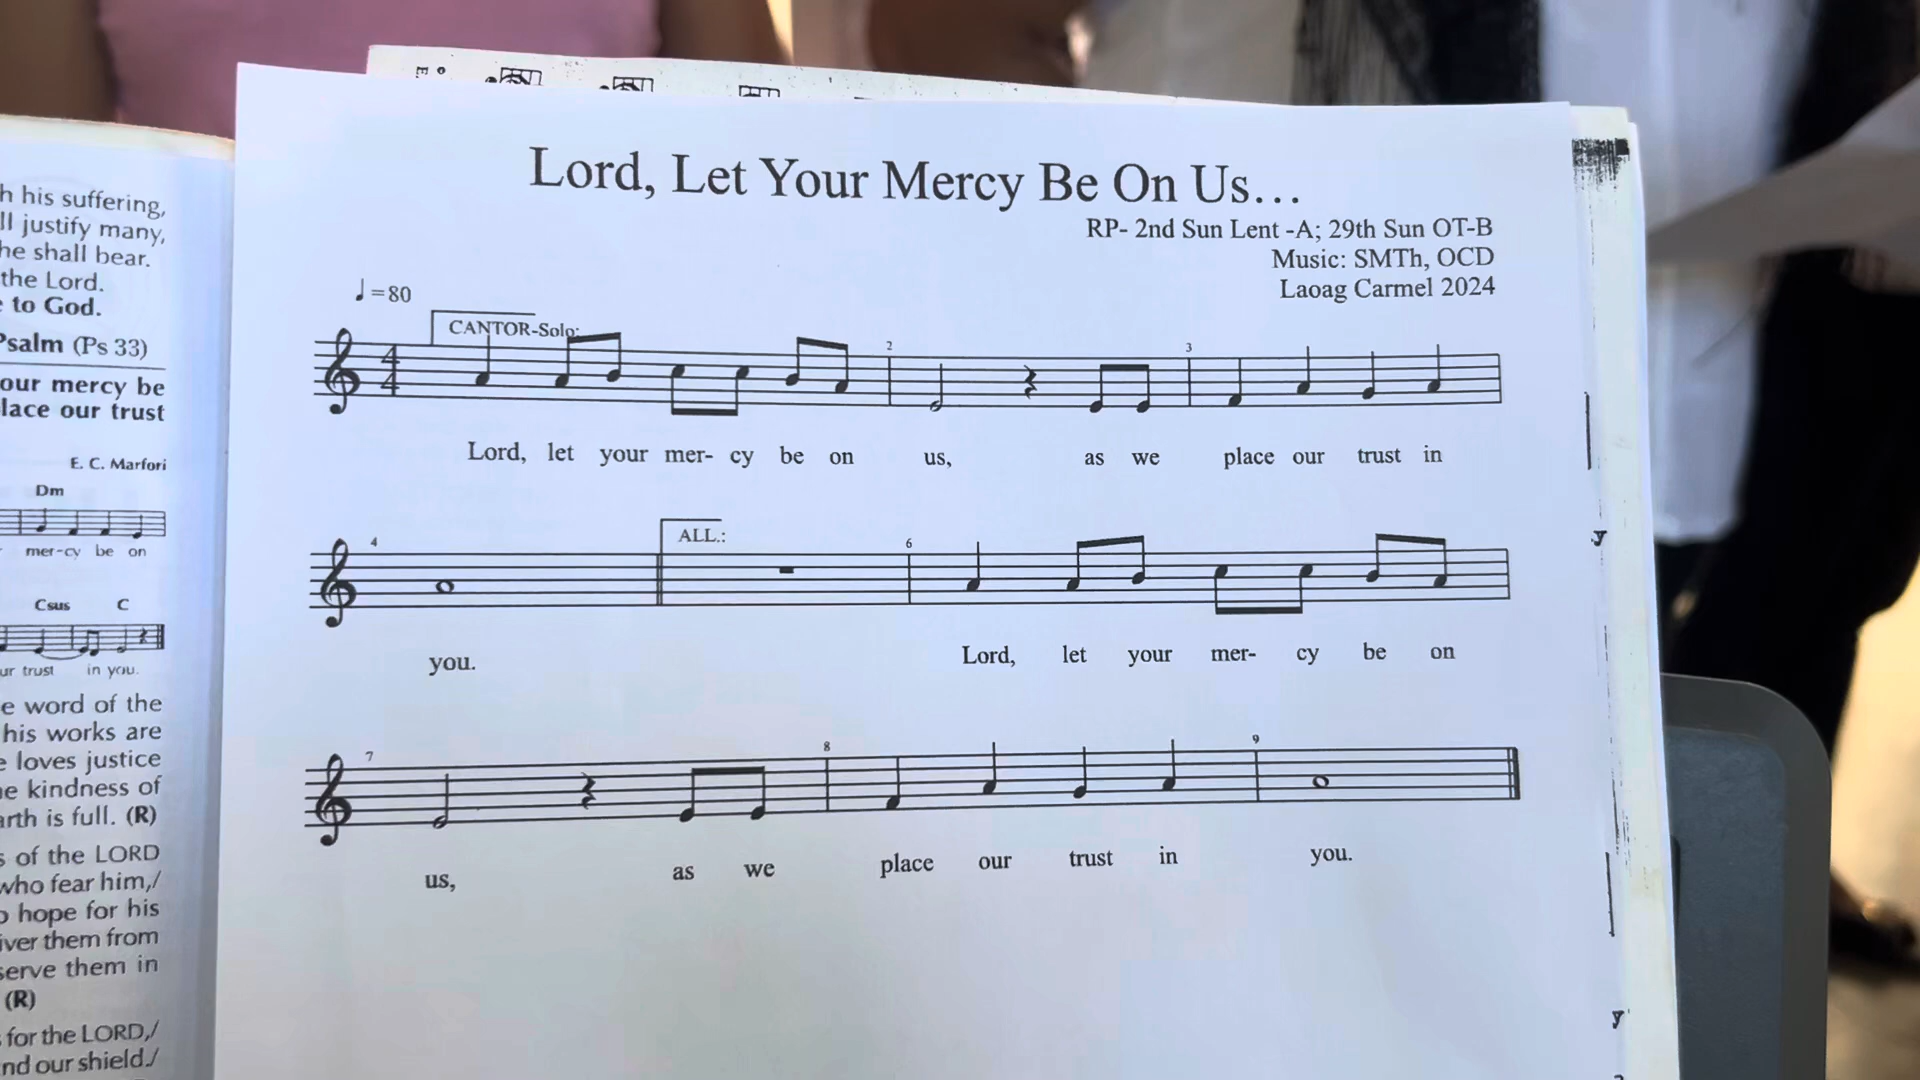 h his suffering,
ll justify many,
he shall bear.
the Lord.
to God.
Psalm (Ps 33)
our mercy be
lace our trust
E. C. Marfori
Dm
mer-cy be on
Csus C
ur trust in you.
e word of the
his works are
e loves justice
he kindness of
arth is full. (R)
s of the LORD
who fear him,/
o hope for his
iver them from
serve them in
(R)
for the LORD,/
nd our shield./
Lord, Let Your Mercy Be On Us...
RP- 2nd Sun Lent -A; 29th Sun OT-B
Music: SMTh, OCD
Laoag Carmel 2024
♩=80
CANTOR-Solo:
4
4
2
3
Lord, let your mer- cy be on us, as we place our trust in
4
ALL.:
6
you. Lord, let your mer- cy be on
7
8
9
us, as we place our trust in you.
y
y